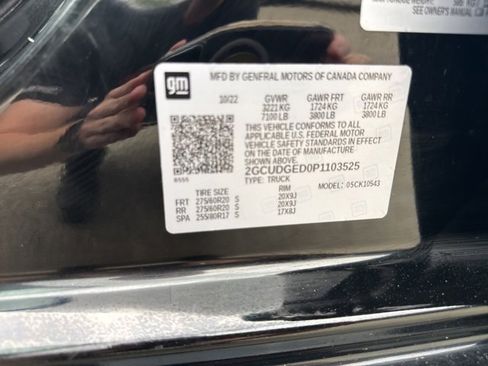 SEE OWNER'S MANUAL
gm
MFD BY GENERAL MOTORS OF CANADA COMPANY
10/22 GVWR GAWR FRT GAWR RR
3221 KG 1724 KG 1724 KG
7100 LB 3800 LB 3800 LB
THIS VEHICLE CONFORMS TO ALL
APPLICABLE U.S. FEDERAL MOTOR
VEHICLE SAFETY STANDARDS IN EFFECT
ON THE DATE OF MANUFACTURE
2GCUDGED0P1103525
TYPE: TRUCK MODEL: 05CK10543
TIRE SIZE RIM
FRT 275/60R20 S 20X9J
RR 275/60R20 S 20X9J
SPA 255/80R17 S 17X8J